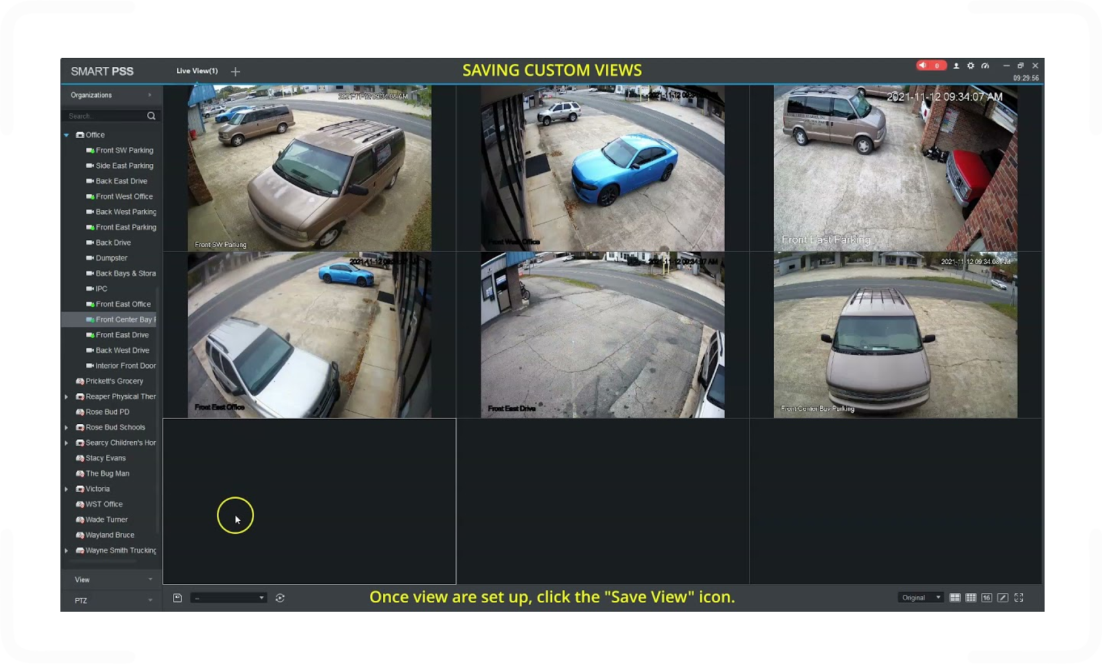 SMART PSS
Live View(1)
SAVING CUSTOM VIEWS
0
09:29:56
Organizations
Search...
Office
Front SW Parking
Side East Parking
Back East Drive
Front West Office
Back West Parking
Front East Parking
Back Drive
Dumpster
Back Bays & Stora
IPC
Front East Office
Front Center Bay
Front East Drive
Back West Drive
Interior Front Door
Prickett's Grocery
Reaper Physical Ther
Rose Bud PD
Rose Bud Schools
Searcy Children's Hor
Stacy Evans
The Bug Man
Victoria
WST Office
Wade Turner
Wayland Bruce
Wayne Smith Trucking
View
PTZ
Front SW Parking
Front West Office
2021-11-12 09:34:07 AM
Front East Parking
Front East Office
Front East Drive
Front Center Bay Parking
Once view are set up, click the "Save View" icon.
Original